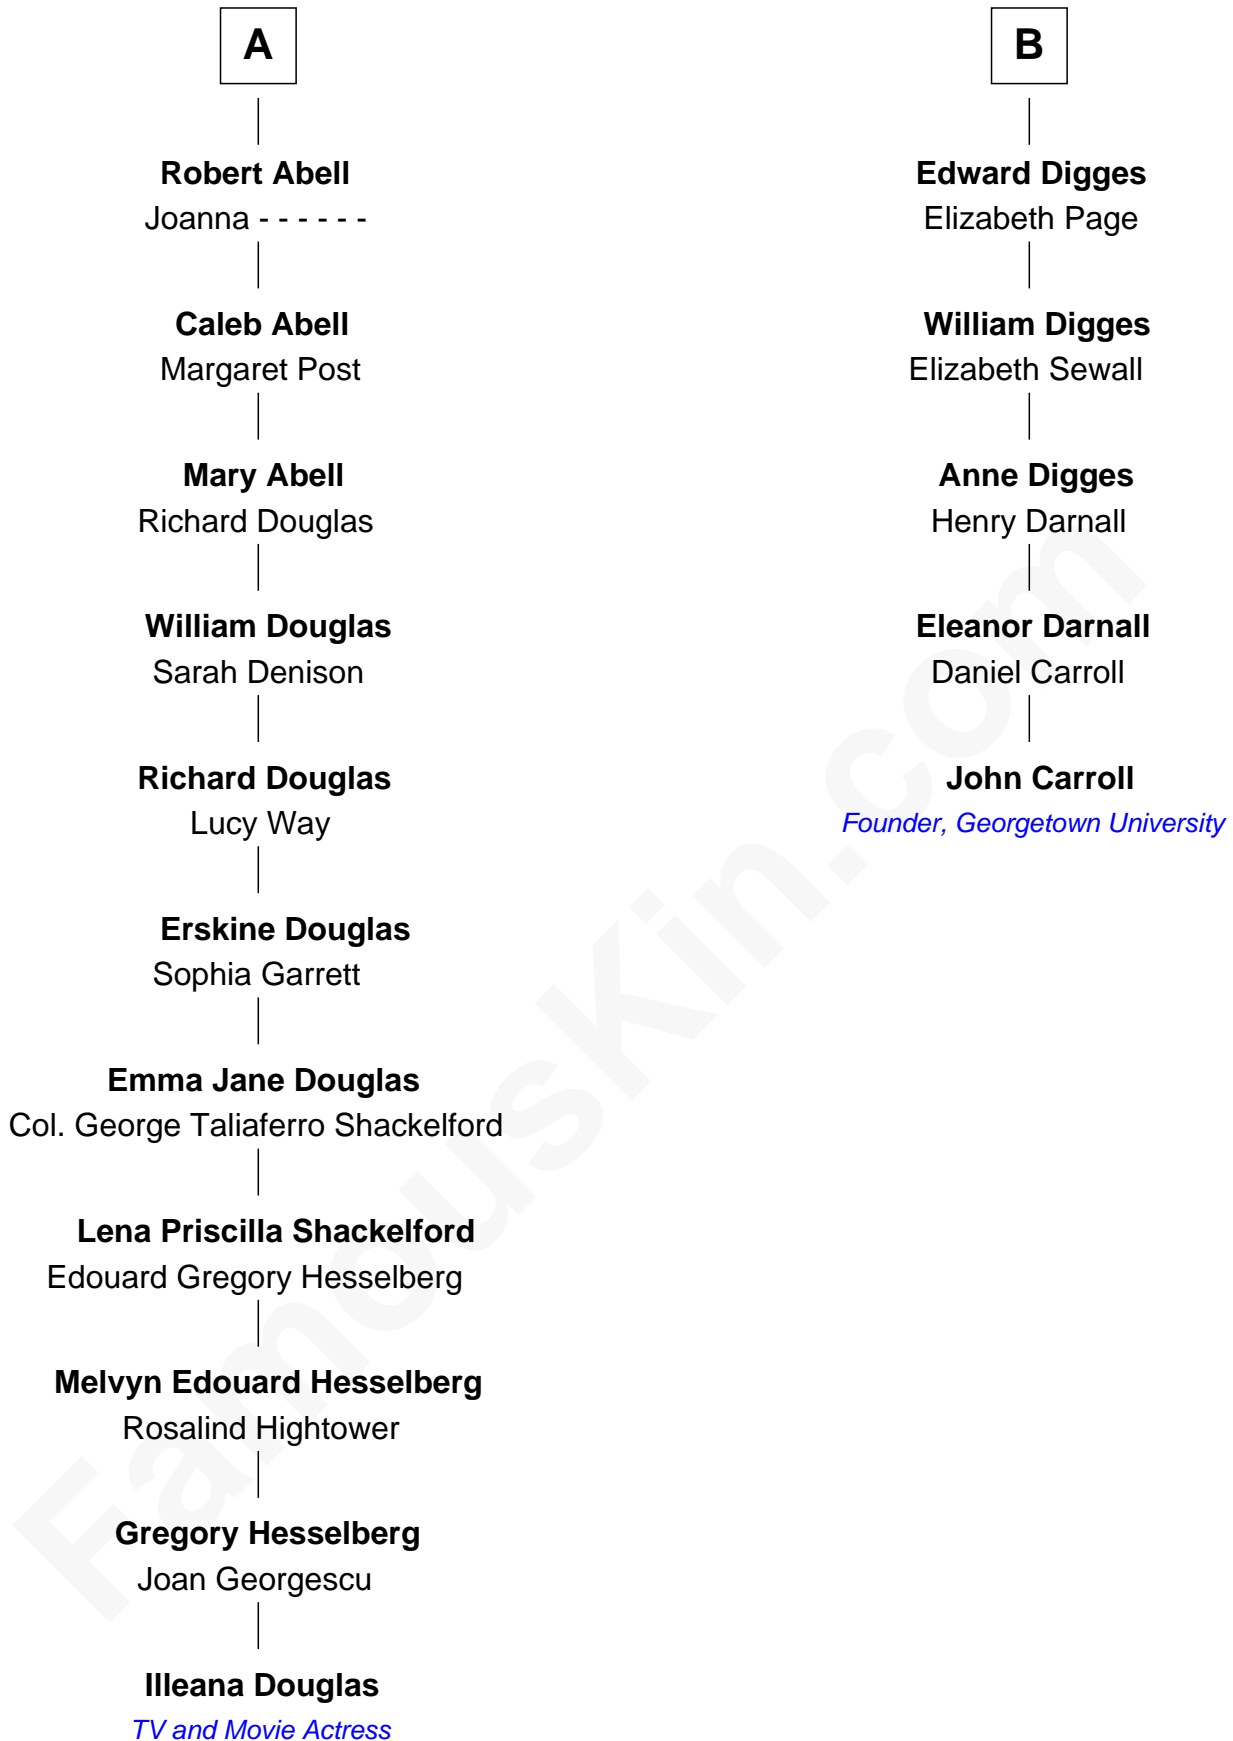 A
Robert Abell
Joanna - - - - - -
Caleb Abell
Margaret Post
Mary Abell
Richard Douglas
William Douglas
Sarah Denison
Richard Douglas
Lucy Way
Erskine Douglas
Sophia Garrett
Emma Jane Douglas
Col. George Taliaferro Shackelford
Lena Priscilla Shackelford
Edouard Gregory Hesselberg
Melvyn Edouard Hesselberg
Rosalind Hightower
Gregory Hesselberg
Joan Georgescu
Illeana Douglas
TV and Movie Actress
B
Edward Digges
Elizabeth Page
William Digges
Elizabeth Sewall
Anne Digges
Henry Darnall
Eleanor Darnall
Daniel Carroll
John Carroll
Founder, Georgetown University
FamousKin.com